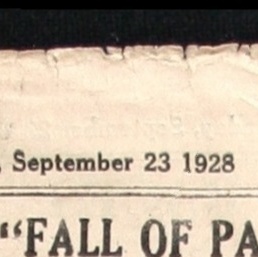 , September 23 1928
"FALL OF PA